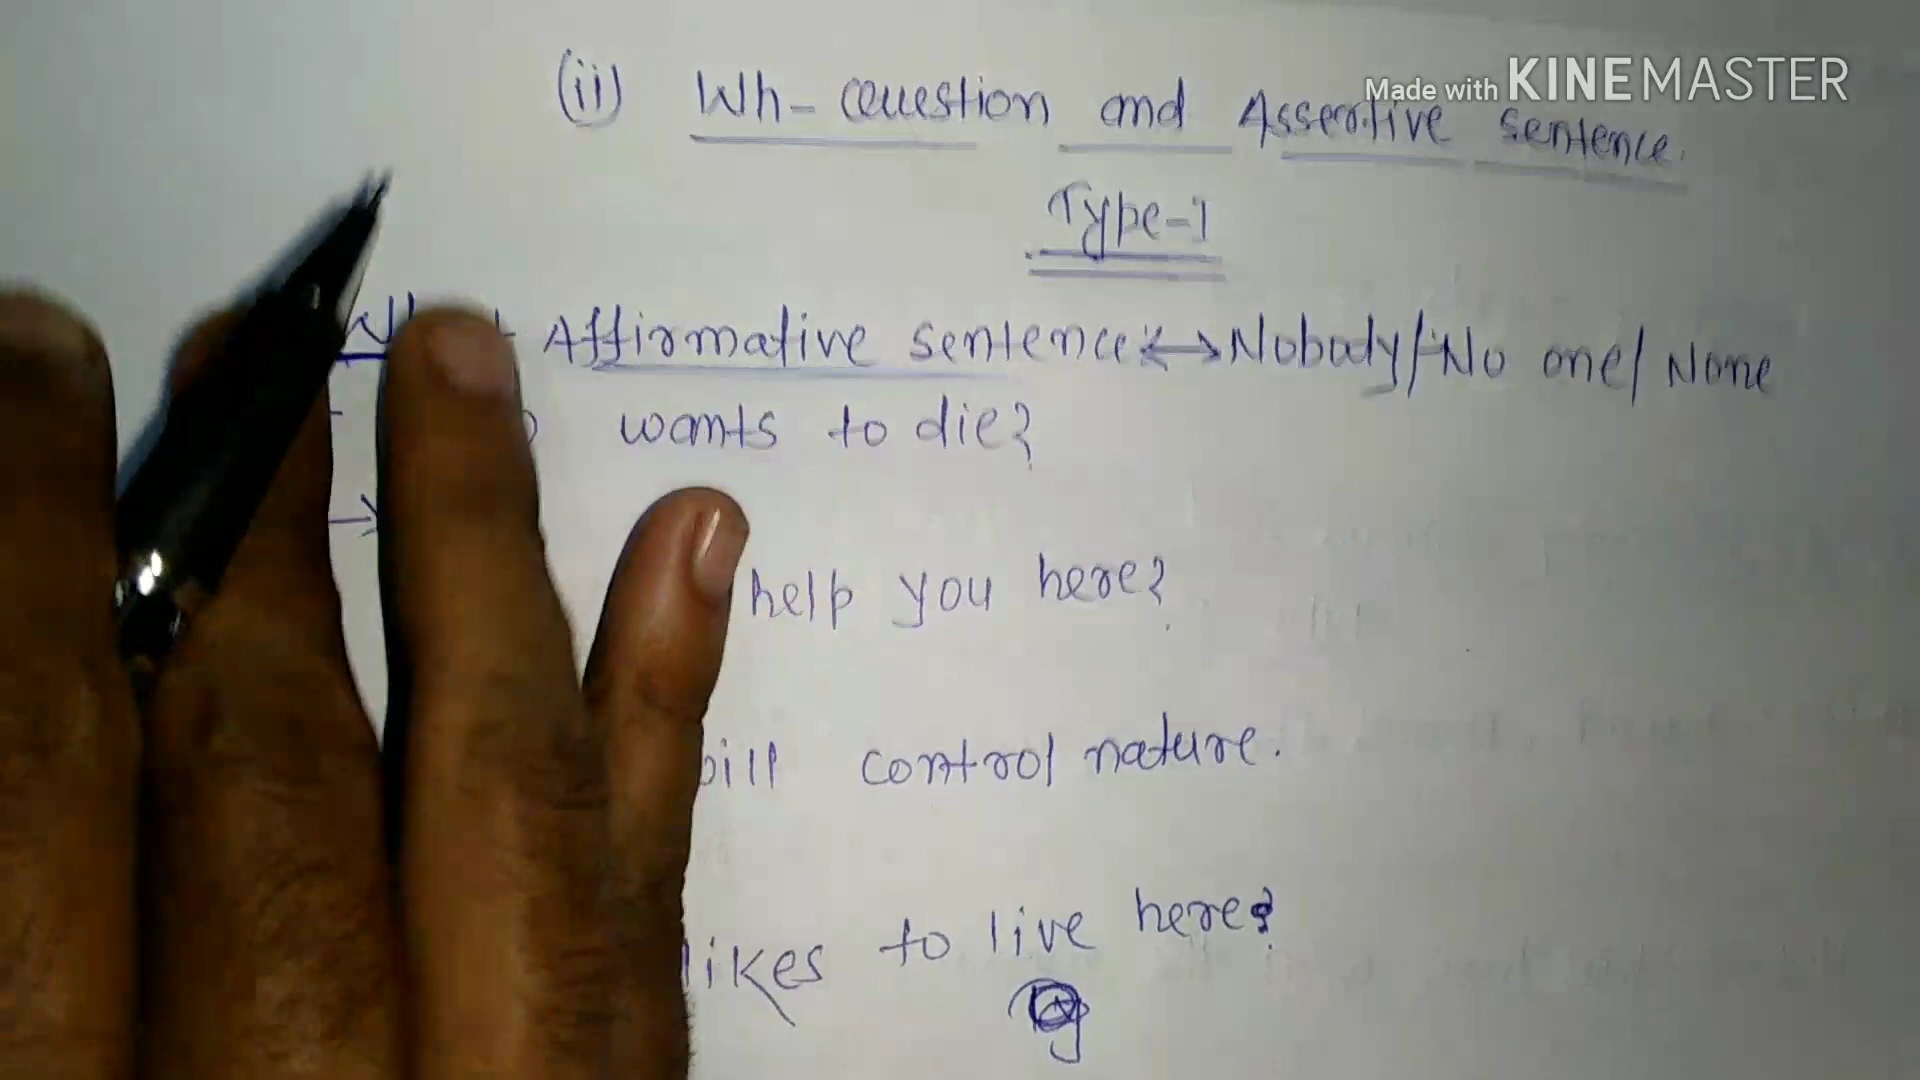 Made with KINEMASTER
(ii) Wh-Question and Assertive sentence.
Type-1
Affirmative sentence ↔ Nobody/No one/None
wants to die?
→
help you here?
control nature.
likes to live here?